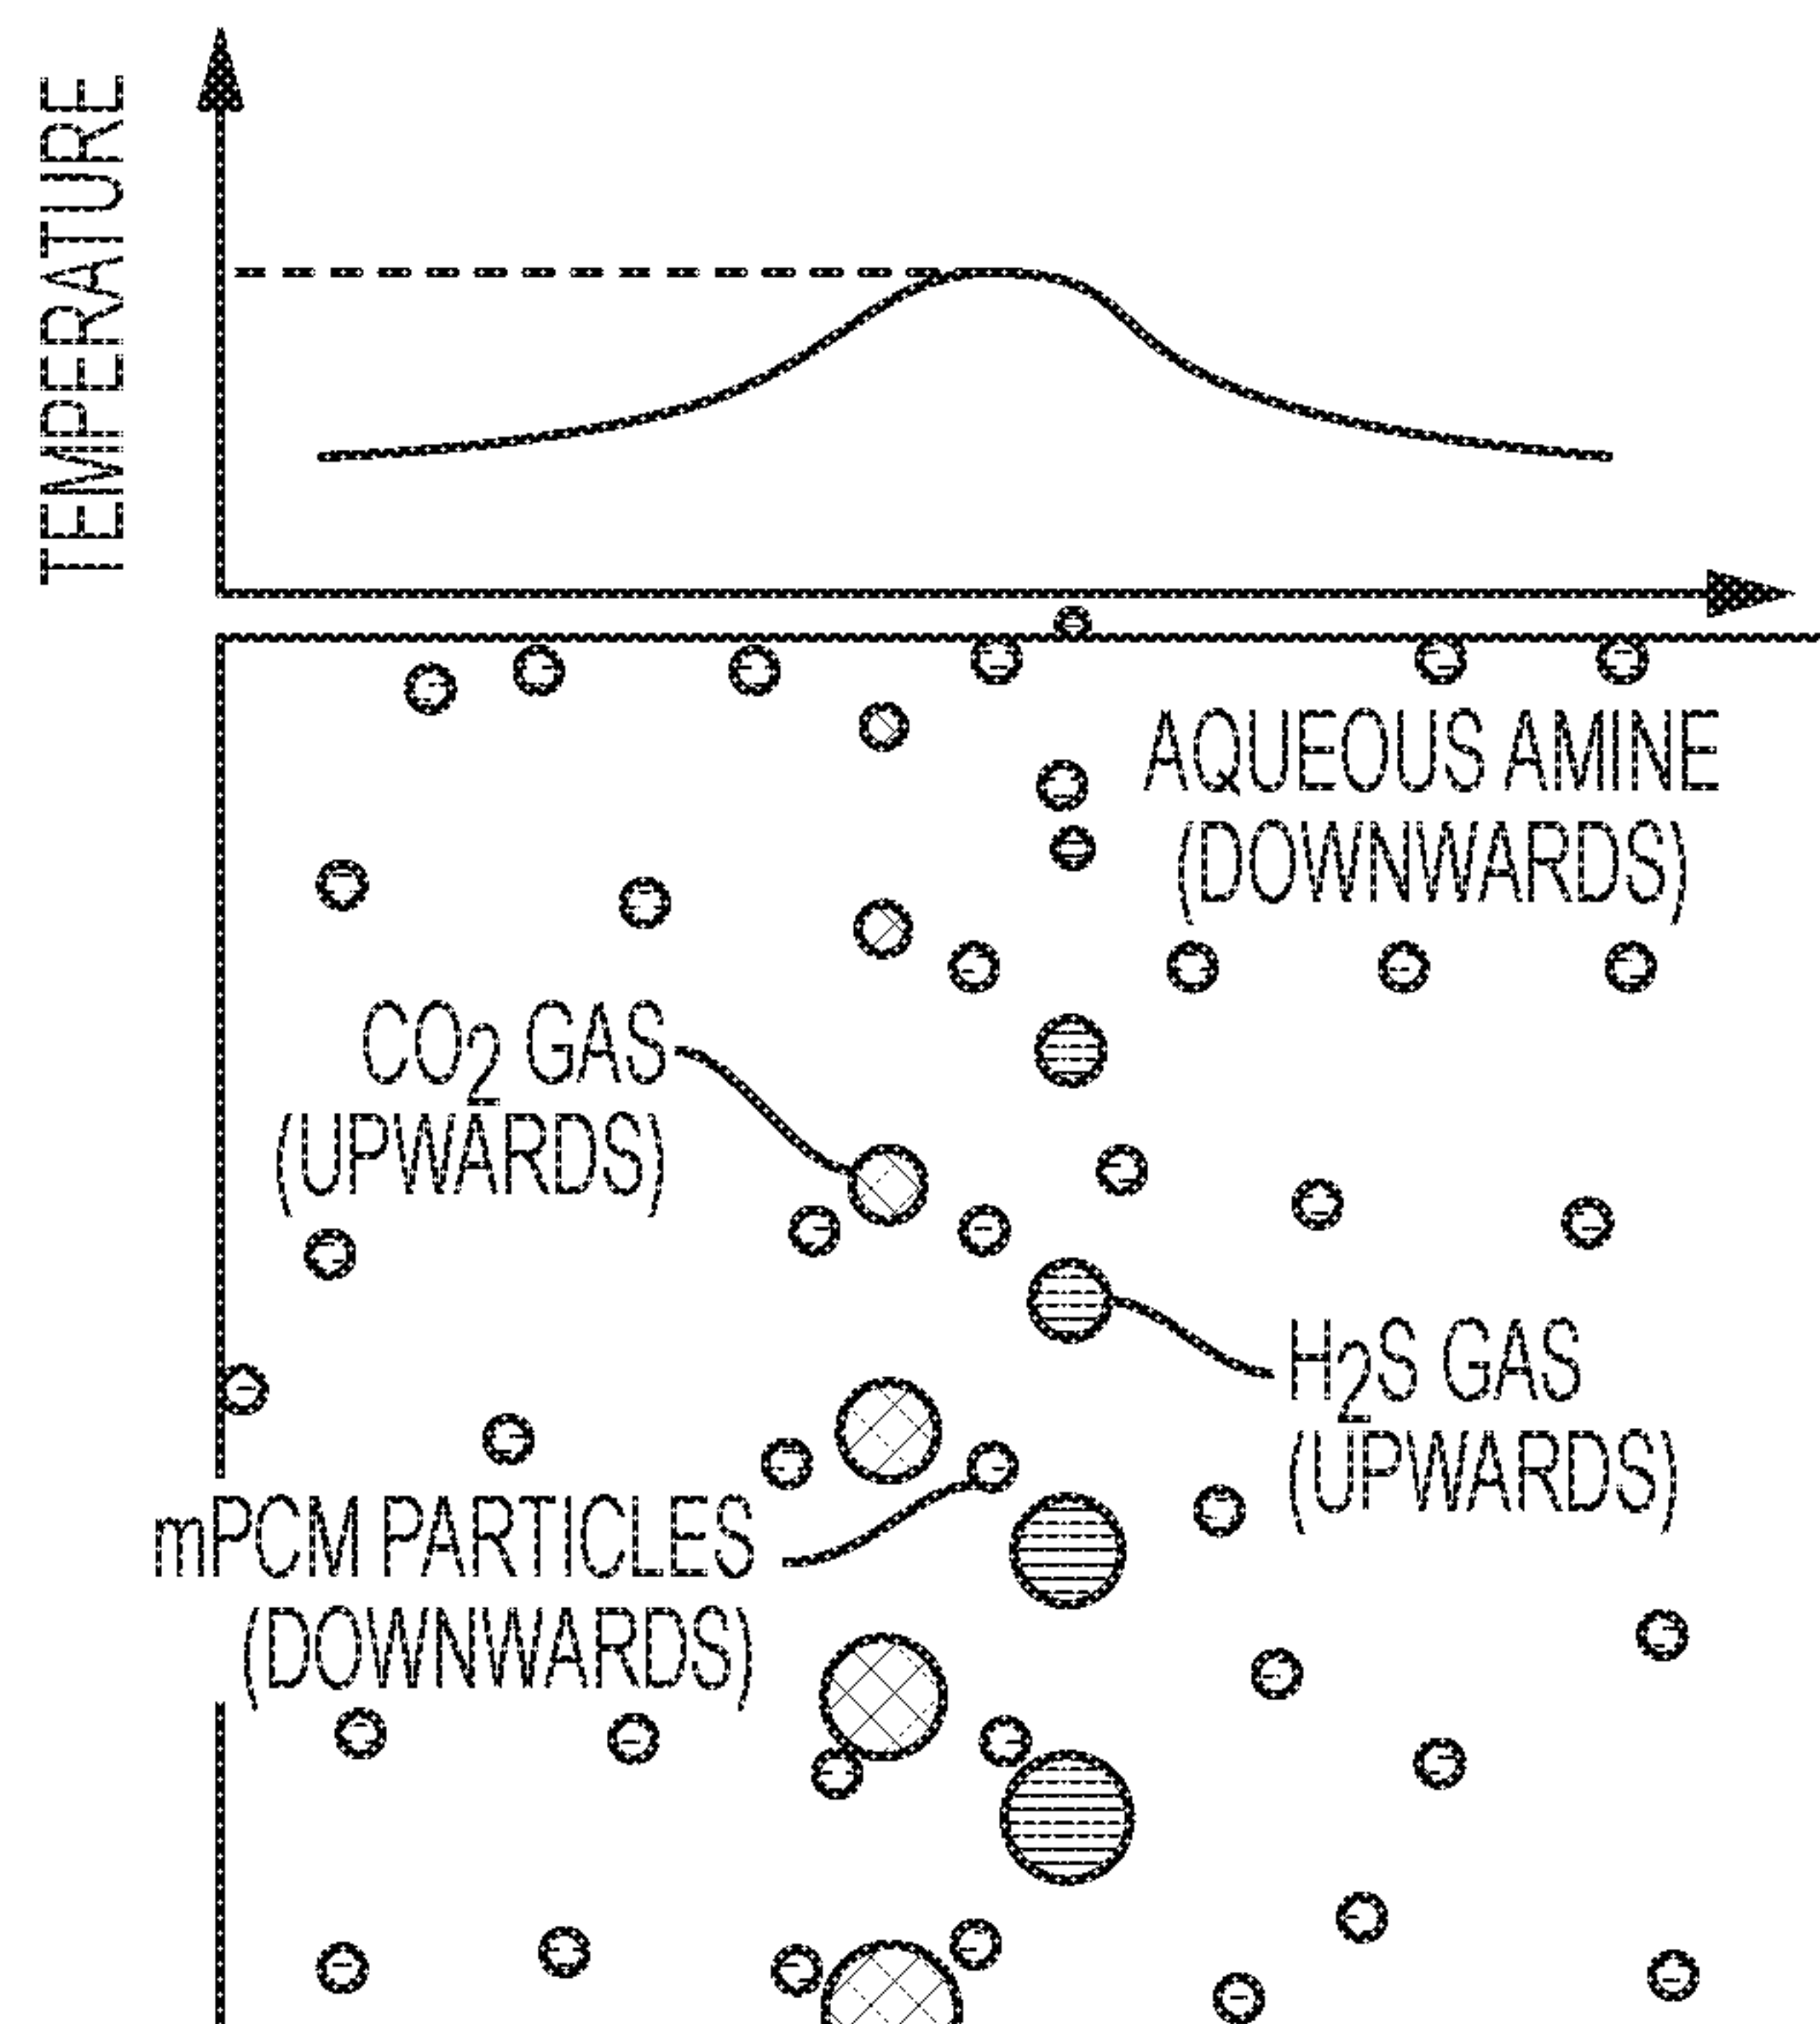 TEMPERATURE
AQUEOUS AMINE
(DOWNWARDS)
CO2 GAS
(UPWARDS)
H2S GAS
(UPWARDS)
mPCM PARTICLES
(DOWNWARDS)